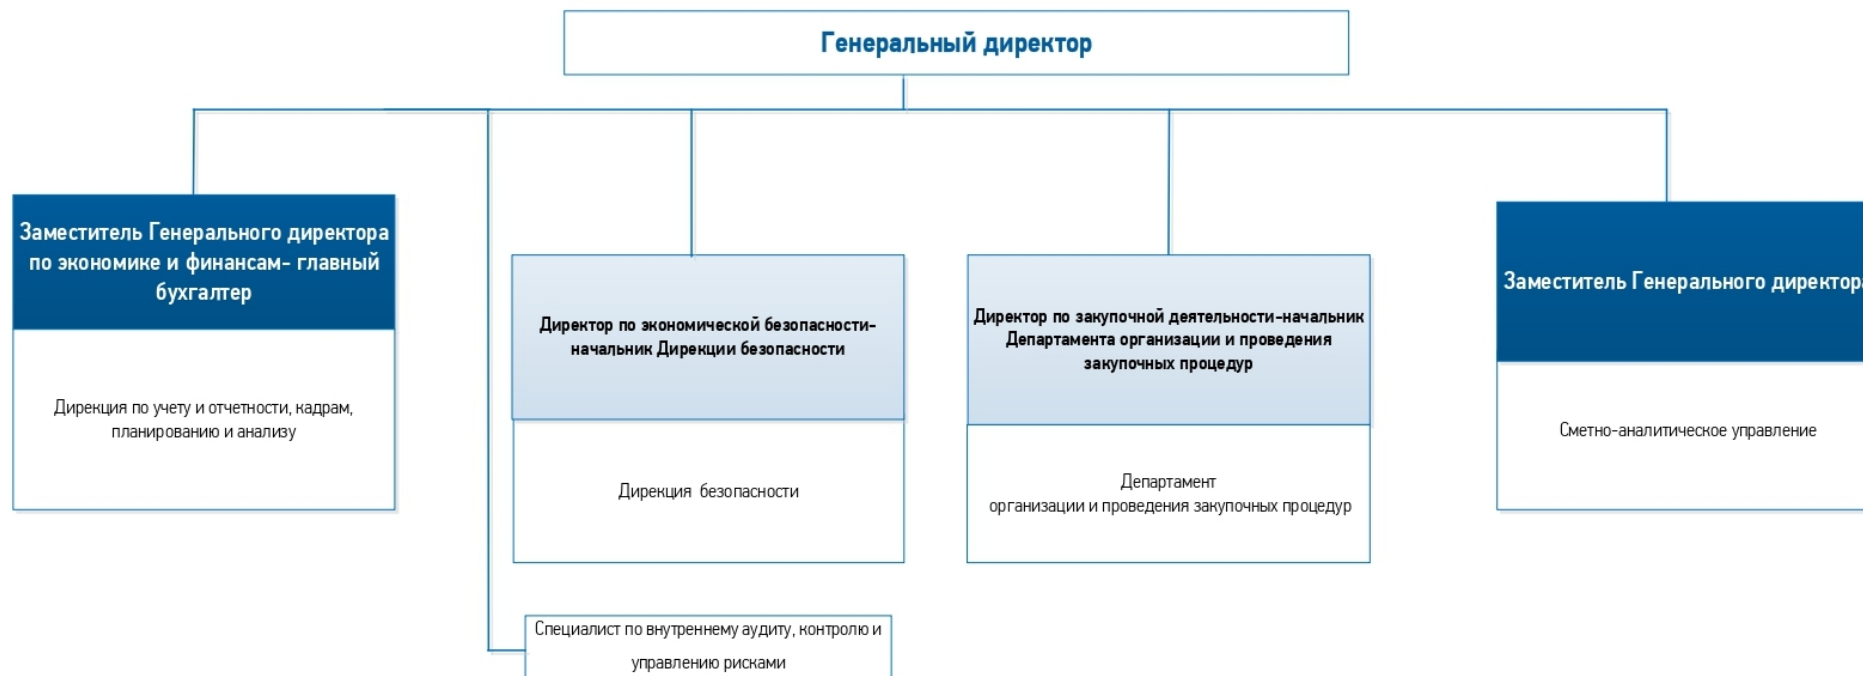 Генеральный директор
Заместитель Генерального директора
по экономике и финансам- главный
бухгалтер
Дирекция по учету и отчетности, кадрам,
планированию и анализу
Директор по экономической безопасности-
начальник Дирекции безопасности
Дирекция безопасности
Директор по закупочной деятельности-начальник
Департамента организации и проведения
закупочных процедур
Департамент
организации и проведения закупочных процедур
Заместитель Генерального директора
Сметно-аналитическое управление
Специалист по внутреннему аудиту, контролю и
управлению рисками